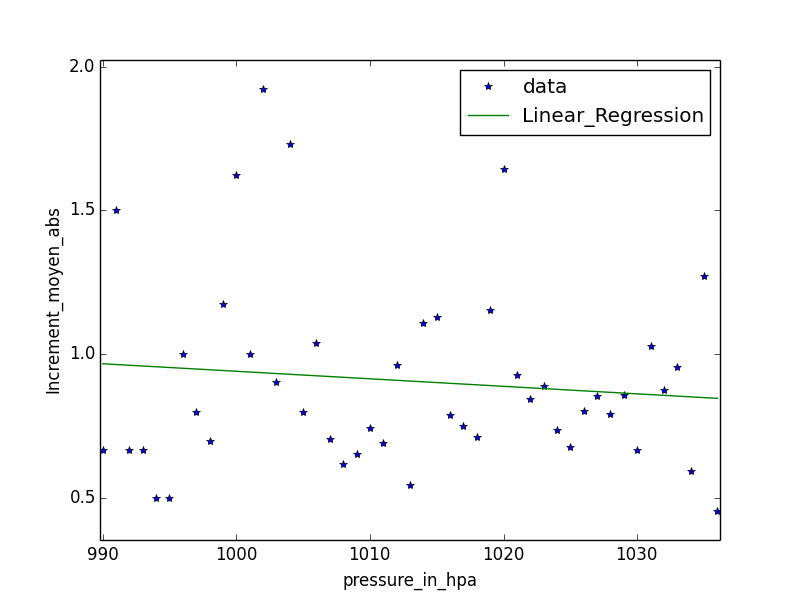 2.0
1.5
1.0
0.5
Increment_moyen_abs
data
Linear_Regression
990 1000 1010 1020 1030
pressure_in_hpa